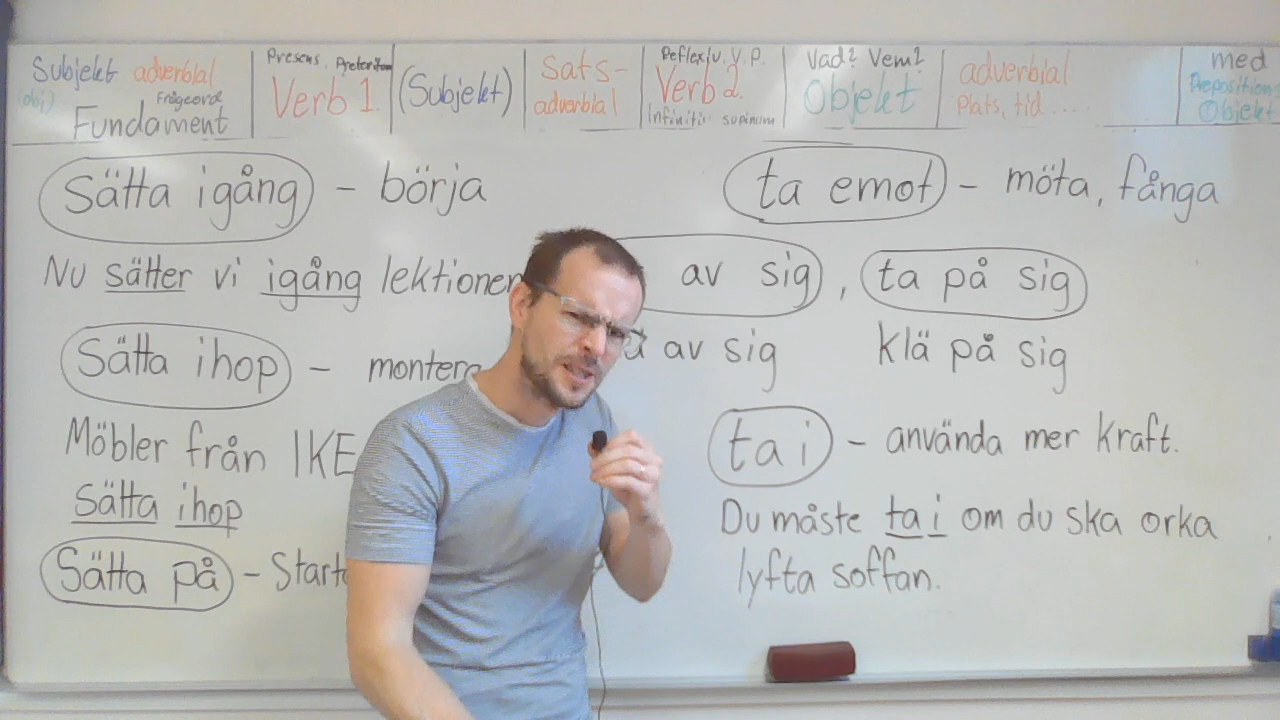 Subjekt adverbial
obj)
Frågeord
Fundament
Presens, Preteritum
Verb 1.
(Subjekt)
Sats-
adverbial
Reflexiv. V. P.
Verb 2.
Infinitiv supinum
Vad? Vem?
Objekt
adverbial
Plats, tid ....
med
Preposition
Objekt
Sätta igång - börja
Nu sätter vi igång lektionen
Sätta ihop - montera
Möbler från IKE
Sätta ihop
Sätta på - Starta
ta emot - möta, fånga
av sig, ta på sig
av sig klä på sig
ta i - använda mer kraft.
Du måste ta i om du ska orka
lyfta soffan.